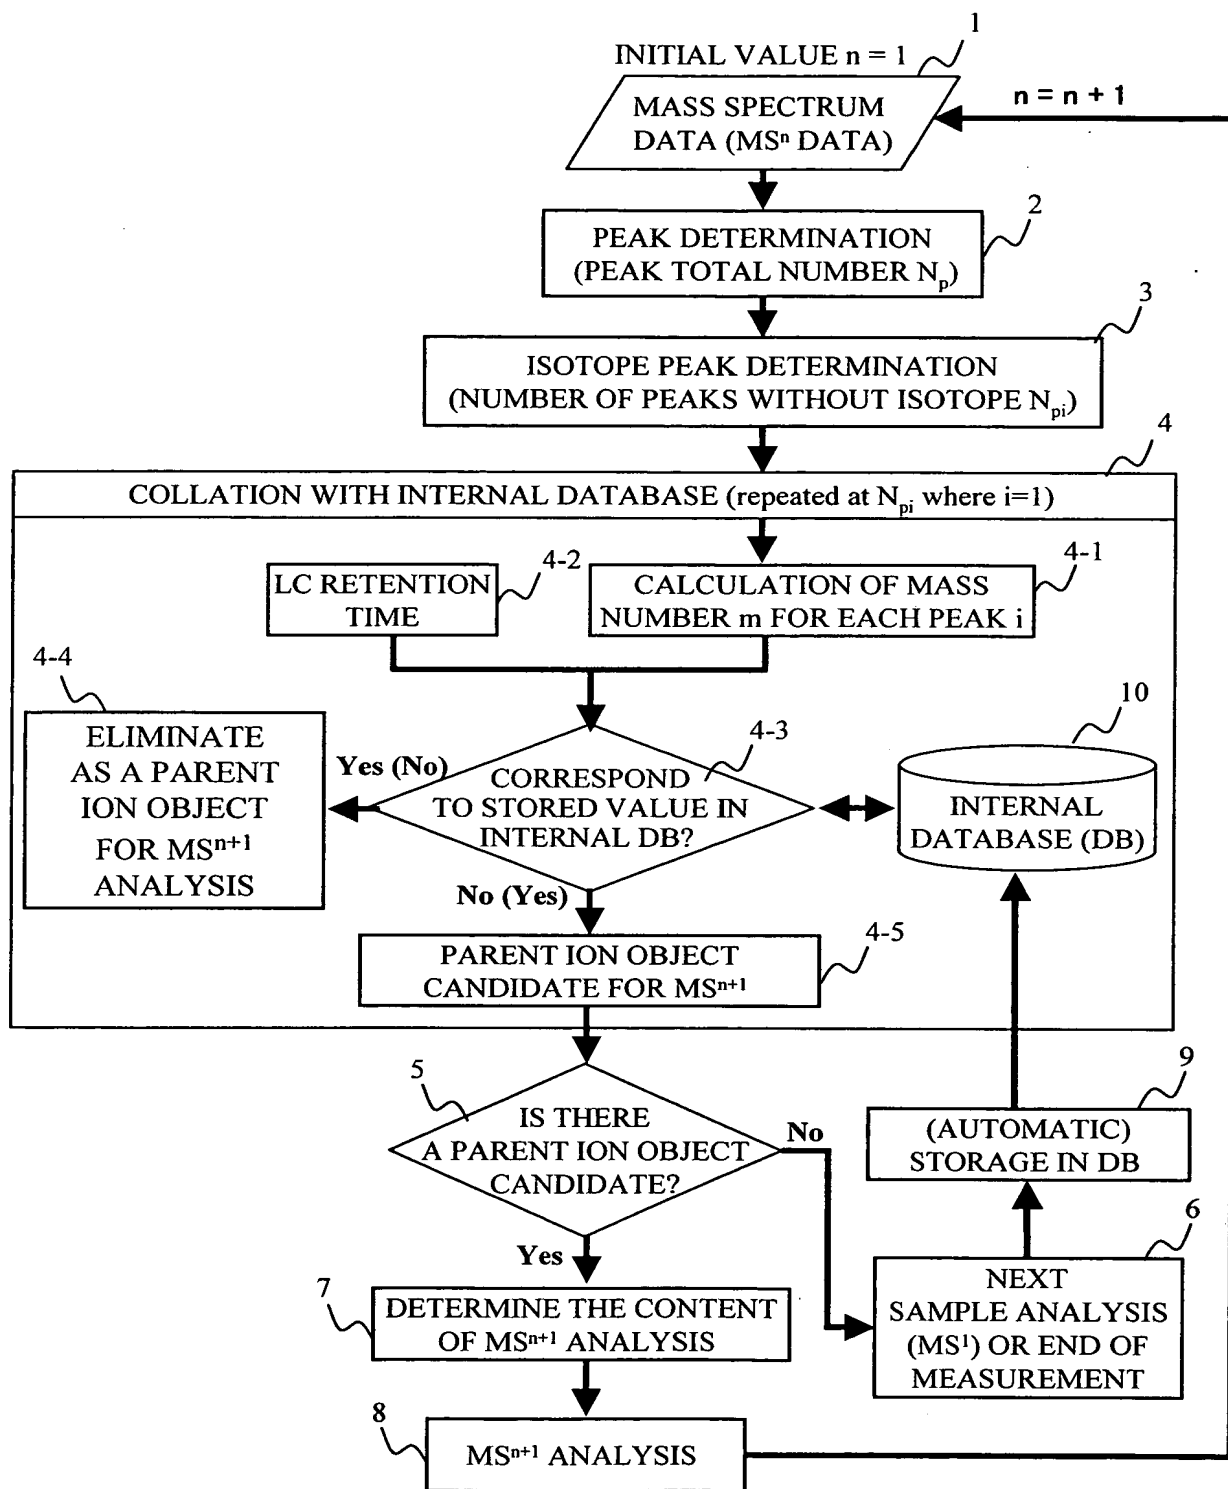 1
INITIAL VALUE n = 1
n = n + 1
MASS SPECTRUM
DATA (MSⁿ DATA)
2
PEAK DETERMINATION
(PEAK TOTAL NUMBER Nₚ)
3
ISOTOPE PEAK DETERMINATION
(NUMBER OF PEAKS WITHOUT ISOTOPE Nₚᵢ)
4
COLLATION WITH INTERNAL DATABASE (repeated at Nₚᵢ where i=1)
4-2
4-1
LC RETENTION
TIME
CALCULATION OF MASS
NUMBER m FOR EACH PEAK i
4-4
10
ELIMINATE
AS A PARENT
ION OBJECT
FOR MSⁿ⁺¹
ANALYSIS
Yes (No)
4-3
CORRESPOND
TO STORED VALUE IN
INTERNAL DB?
INTERNAL
DATABASE (DB)
No (Yes)
4-5
PARENT ION OBJECT
CANDIDATE FOR MSⁿ⁺¹
5
IS THERE
A PARENT ION OBJECT
CANDIDATE?
No
9
(AUTOMATIC)
STORAGE IN DB
Yes
6
NEXT
SAMPLE ANALYSIS
(MS¹) OR END OF
MEASUREMENT
7
DETERMINE THE CONTENT
OF MSⁿ⁺¹ ANALYSIS
8
MSⁿ⁺¹ ANALYSIS